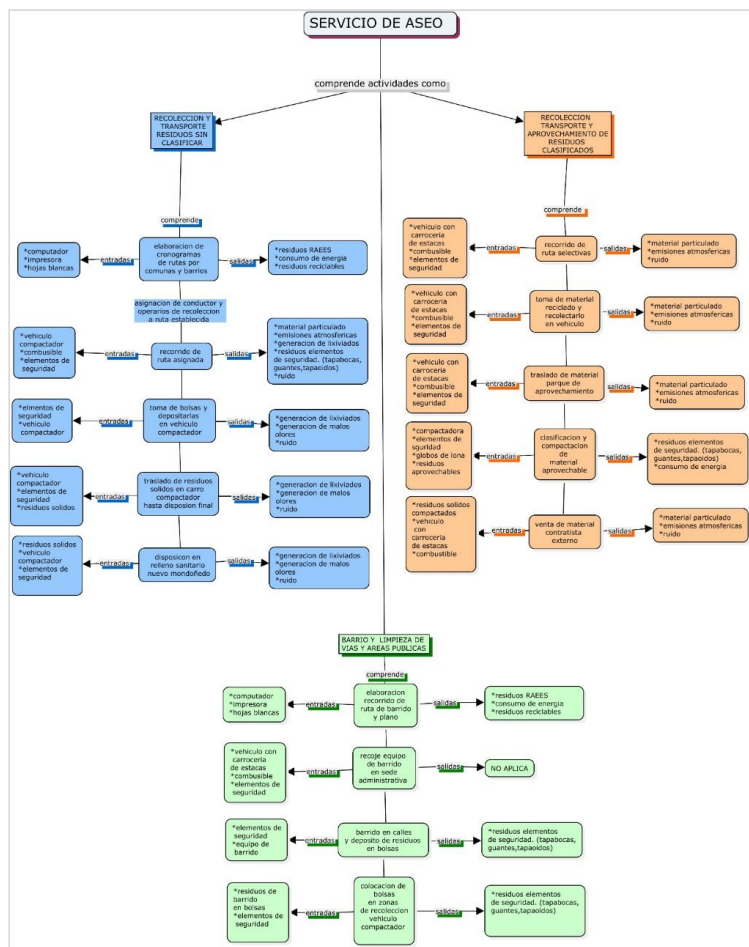 SERVICIO DE ASEO
comprende actividades como
RECOLECCION Y
TRANSPORTE
RESIDUOS SIN
CLASIFICAR
comprende
*computador
*impresora
*hojas blancas
entradas
elaboracion de
cronogramas
de rutas por
comunas y barrios
salidas
*residuos RAEES
*consumo de energia
*residuos reciclables
asignacion de conductor y
operarios de recoleccion
a ruta establecida
*vehiculo
compactador
*combusible
*elementos de
seguridad
entradas
recorrido de
ruta asignada
salidas
*material particulado
*emisiones atmosfericas
*generacion de lixiviados
*residuos elementos
de seguridad. (tapabocas,
guantes,tapaoidos)
*ruido
*elmentos de
seguridad
*vehiculo
compactador
entradas
toma de bolsas y
depositarlas
en vehiculo
compactador
salidas
*generacion de lixiviados
*generacion de malos
olores
*ruido
*vehiculo
compactador
*elementos de
seguridad
*residuos solidos
entradas
traslado de residuos
solidos en carro
compactador
hasta disposion final
salidas
*generacion de lixiviados
*generacion de malos
olores
*ruido
*residuos solidos
*vehiculo
compactador
*elementos de
seguridad
entradas
disposicon en
relleno sanitario
nuevo mondoñedo
salidas
*generacion de lixiviados
*generacion de malos
olores
*ruido
RECOLECCION
TRANSPORTE Y
APROVECHAMIENTO DE
RESIDUOS
CLASIFICADOS
comprende
*vehiculo con
carroceria
de estacas
*combusible
*elementos de
seguridad
entradas
recorrido de
ruta selectivas
salidas
*material particulado
*emisiones atmosfericas
*ruido
*vehiculo con
carroceria
de estacas
*combusible
*elementos de
seguridad
entradas
toma de material
reciclado y
recolectarlo
en vehiculo
salidas
*material particulado
*emisiones atmosfericas
*ruido
*vehiculo con
carroceria
de estacas
*combusible
*elementos de
seguridad
entradas
traslado de material
parque de
aprovechamiento
salidas
*material particulado
*emisiones atmosfericas
*ruido
*compactadora
*elementos de
sguridad
*globos de lona
*residuos
aprovechables
entradas
clasificacion y
compactacion
de
material
aprovechable
salidas
*residuos elementos
de seguridad. (tapabocas,
guantes,tapaoidos)
*consumo de energia
*residuos solidos
compactados
*vehiculo
con
carroceria
de estacas
*combustible
entradas
venta de material
contratista
externo
salidas
*material particulado
*emisiones atmosfericas
*ruido
BARRIO Y LIMPIEZA DE
VIAS Y AREAS PUBLICAS
comprende
*computador
*impresora
*hojas blancas
entradas
elaboracion
recorrido de
ruta de barrido
y plano
salidas
*residuos RAEES
*consumo de energia
*residuos reciclables
*vehiculo con
carroceria
de estacas
*combusible
*elementos de
seguridad
entradas
recoje equipo
de barrido
en sede
administrativa
salidas
NO APLICA
*elementos de
seguridad
*equipo de
barrido
entradas
barrido en calles
y deposito de residuos
en bolsas
salidas
*residuos elementos
de seguridad. (tapabocas,
guantes,tapaoidos)
*residuos de
barrido
en bolsas
*elementos de
seguridad
entradas
colocacion de
bolsas
en zonas
de recoleccion
vehiculo
compactador
salidas
*residuos elementos
de seguridad. (tapabocas,
guantes,tapaoidos)